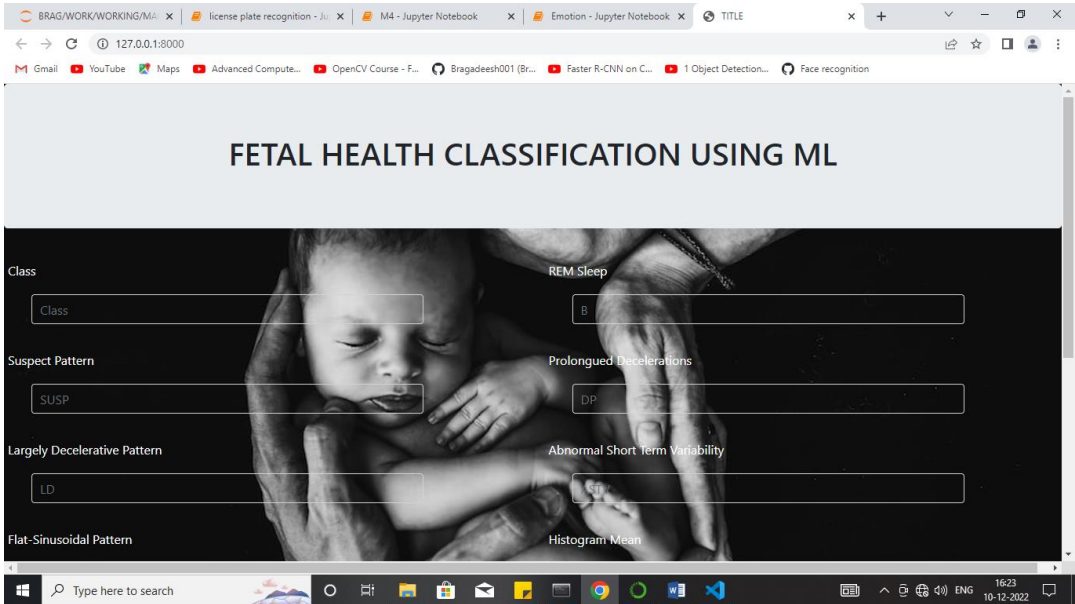 BRAG/WORK/WORKING/MA
license plate recognition - Ju
M4 - Jupyter Notebook
Emotion - Jupyter Notebook
TITLE
127.0.0.1:8000
Gmail
YouTube
Maps
Advanced Compute...
OpenCV Course - F...
Bragadeesh001 (Br...
Faster R-CNN on C...
1 Object Detection...
Face recognition
FETAL HEALTH CLASSIFICATION USING ML
Class
REM Sleep
Class
B
Suspect Pattern
Prolongued Decelerations
SUSP
DP
Largely Decelerative Pattern
Abnormal Short Term Variability
LD
Flat-Sinusoidal Pattern
Histogram Mean
Type here to search
ENG
16:23
10-12-2022